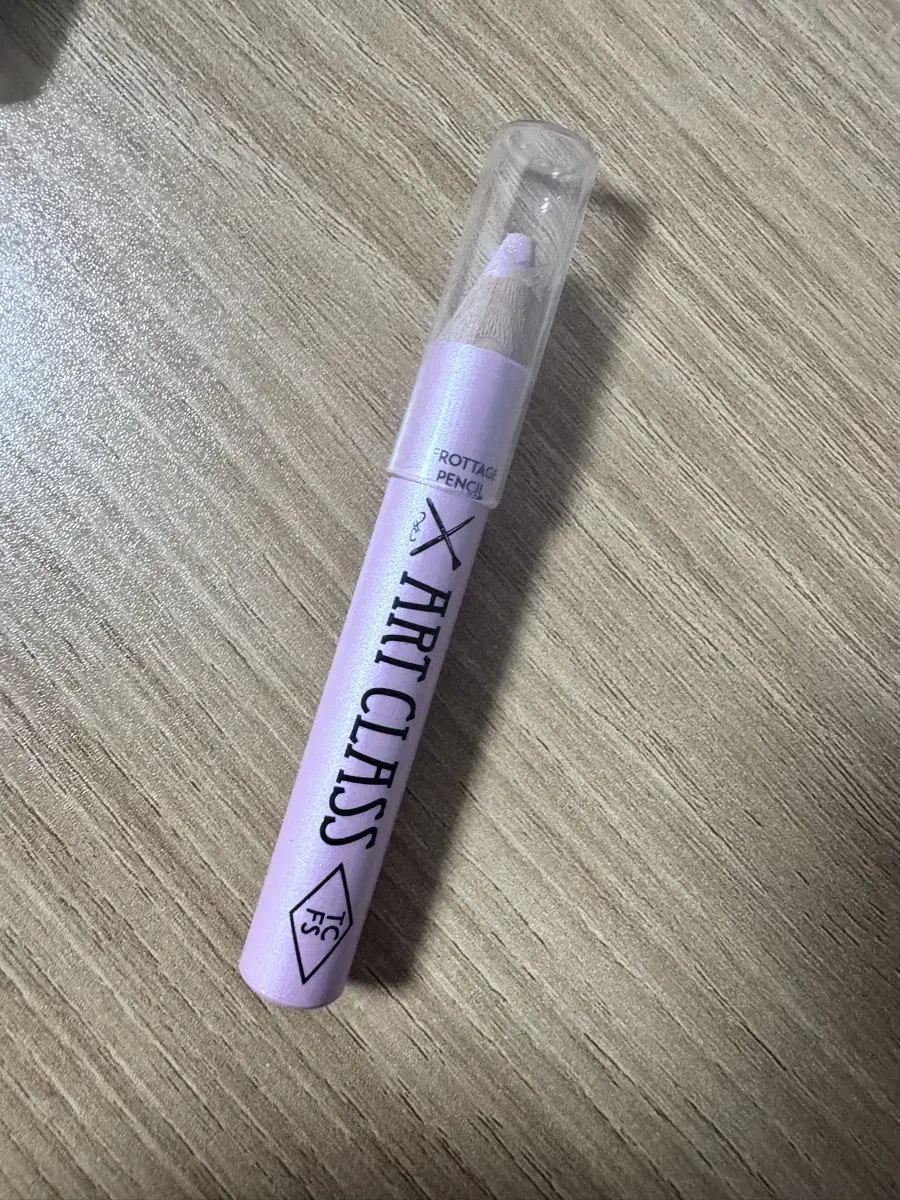 FROTTAGE
PENCIL
ART CLASS
TC
FS